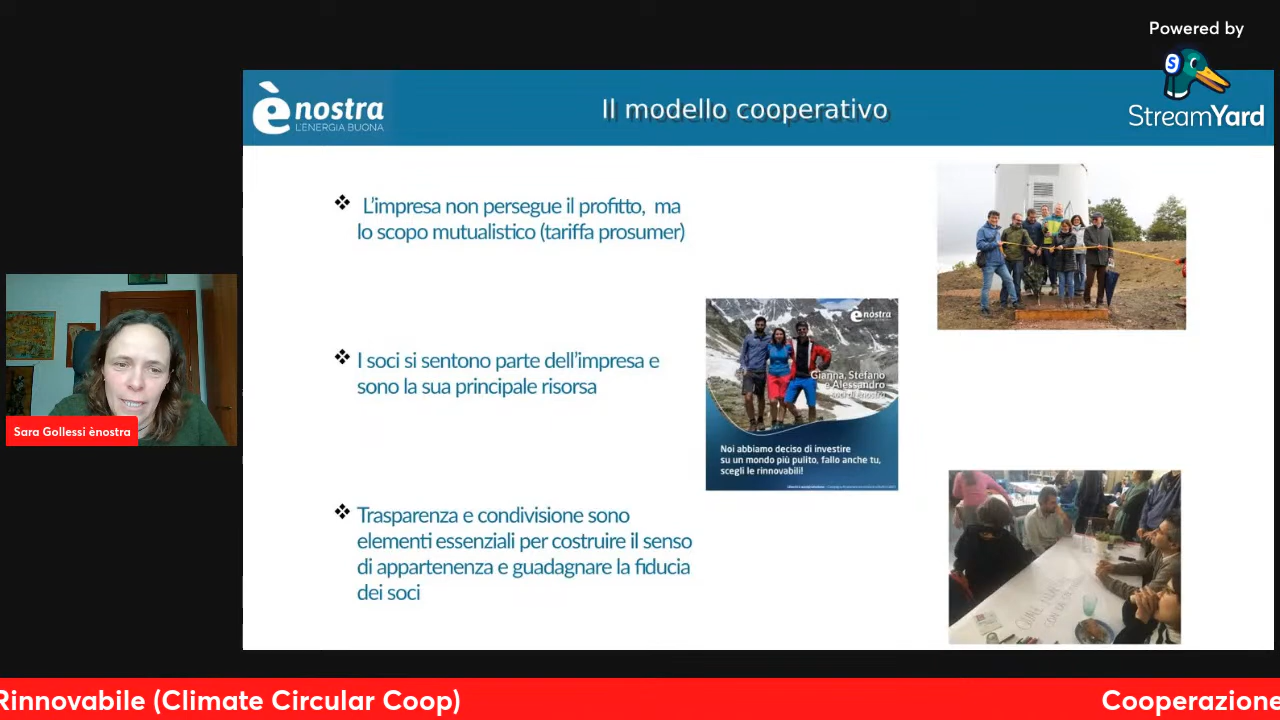 Powered by
S
StreamYard
è nostra
L'ENERGIA BUONA
Il modello cooperativo
❖ L'impresa non persegue il profitto, ma
lo scopo mutualistico (tariffa prosumer)
❖ I soci si sentono parte dell'impresa e
sono la sua principale risorsa
❖ Trasparenza e condivisione sono
elementi essenziali per costruire il senso
di appartenenza e guadagnare la fiducia
dei soci
è nostra
Gianna, Stefano
e Alessandro
soci di ènostra
Noi abbiamo deciso di investire
su un mondo più pulito, fallo anche tu,
scegli le rinnovabili!
Sara Gollessi ènostra
Rinnovabile (Climate Circular Coop)
Cooperazione